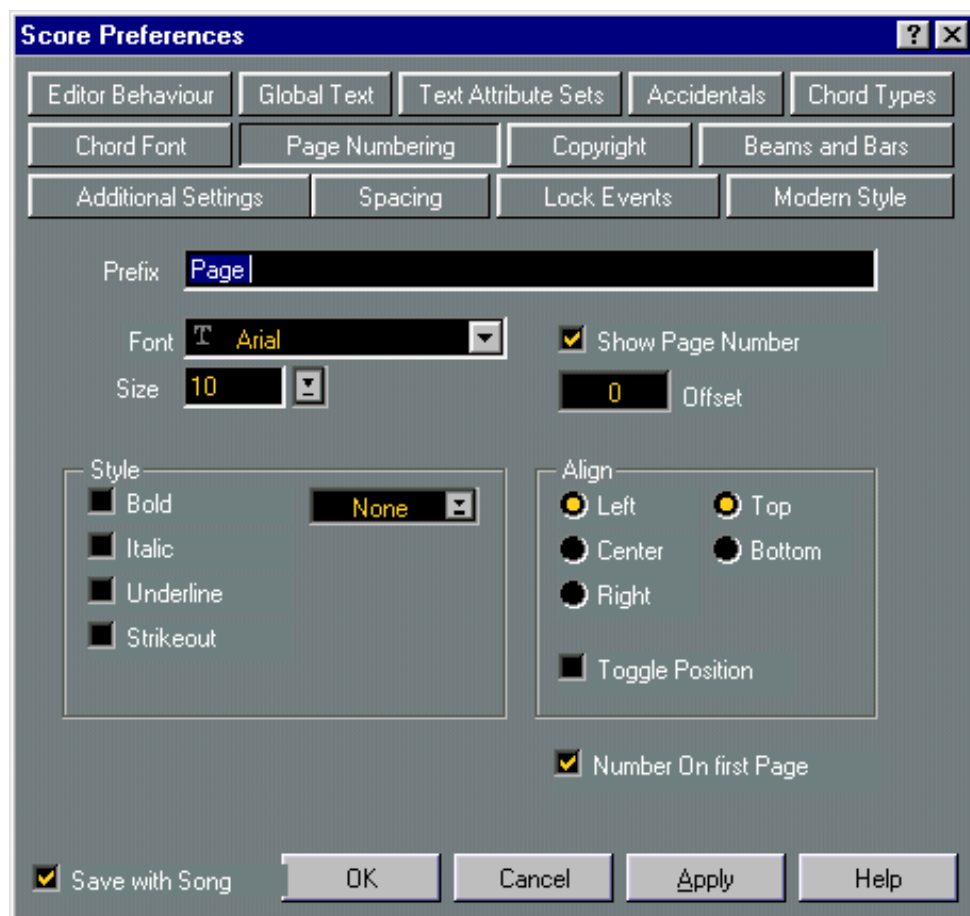 Score Preferences
Editor Behaviour Global Text Text Attribute Sets Accidentals Chord Types
Chord Font Page Numbering Copyright Beams and Bars
Additional Settings Spacing Lock Events Modern Style
Prefix Page
Font T Arial Show Page Number
Size 10 0 Offset
Style Align
Bold None Left Top
Italic Center Bottom
Underline Right
Strikeout
Toggle Position
Number On first Page
Save with Song OK Cancel Apply Help